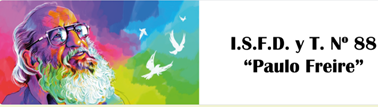 I.S.F.D. y T. Nº 88
“Paulo Freire”